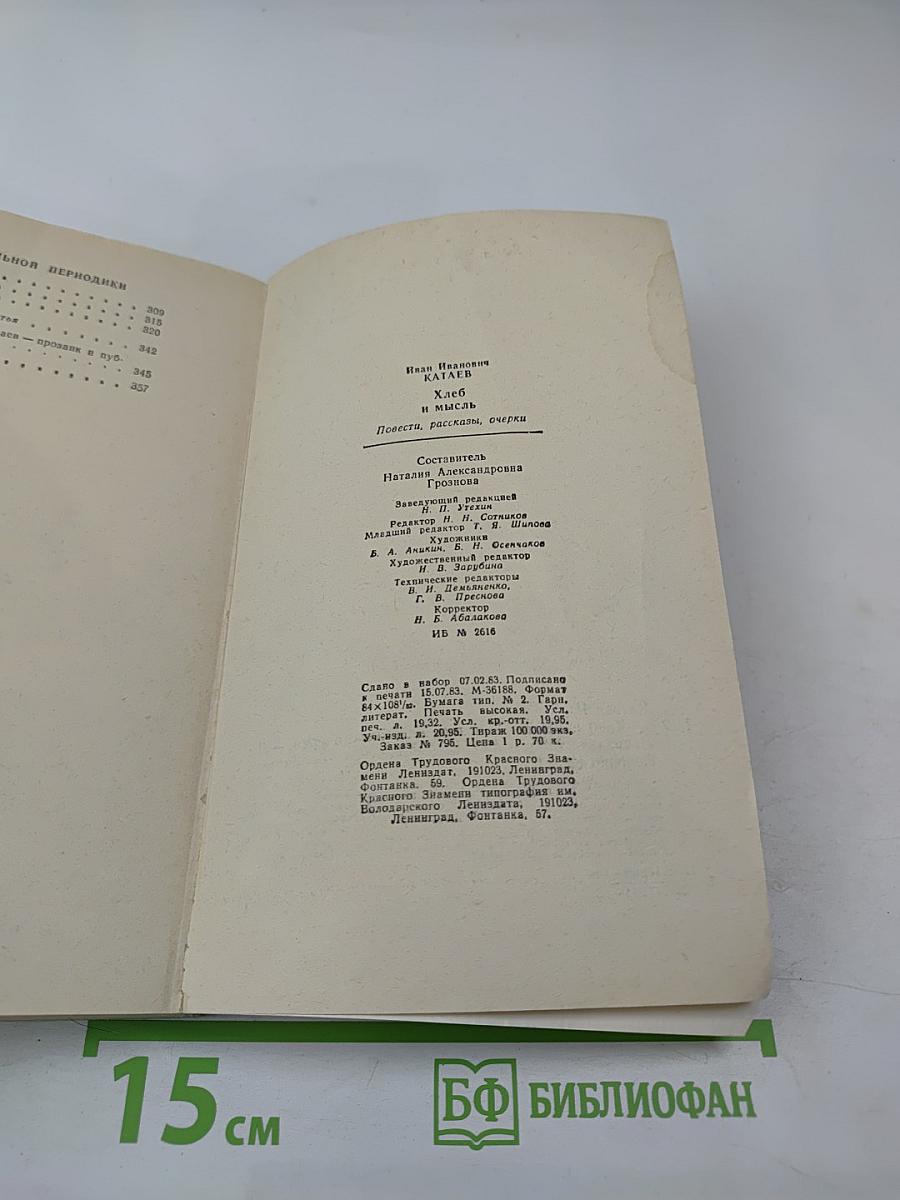 ЬНОЙ ПЕРИОДИКИ
309
315
320
тья 342
аев — прозаик и пуб-
345
357
Иван Иванович
КАТАЕВ
Хлеб
и мысль
Повести, рассказы, очерки
Составитель
Наталия Александровна
Грознова
Заведующий редакцией
Н. П. Утехин
Редактор Н. Н. Сотников
Младший редактор Т. Я. Шипова
Художники
Б. А. Аникин, Б. Н. Осенчаков
Художественный редактор
И. В. Зарубина
Технические редакторы
В. И. Демьяненко,
Г. В. Преснова
Корректор
Н. Б. Абалакова
ИБ № 2616
Сдано в набор 07.02.83. Подписано
к печати 15.07.83. М-36188. Формат
84×108¹/₃₂. Бумага тип. № 2. Гарн.
литерат. Печать высокая. Усл.
печ. л. 19,32. Усл. кр.-отт. 19,95.
Уч.-изд. л. 20,95. Тираж 100 000 экз.
Заказ № 795. Цена 1 р. 70 к.
Ордена Трудового Красного Зна-
мени Лениздат, 191023, Ленинград,
Фонтанка, 59. Ордена Трудового
Красного Знамени типография им.
Володарского Лениздата, 191023,
Ленинград, Фонтанка, 57.
15 см
БФ БИБЛИОФАН